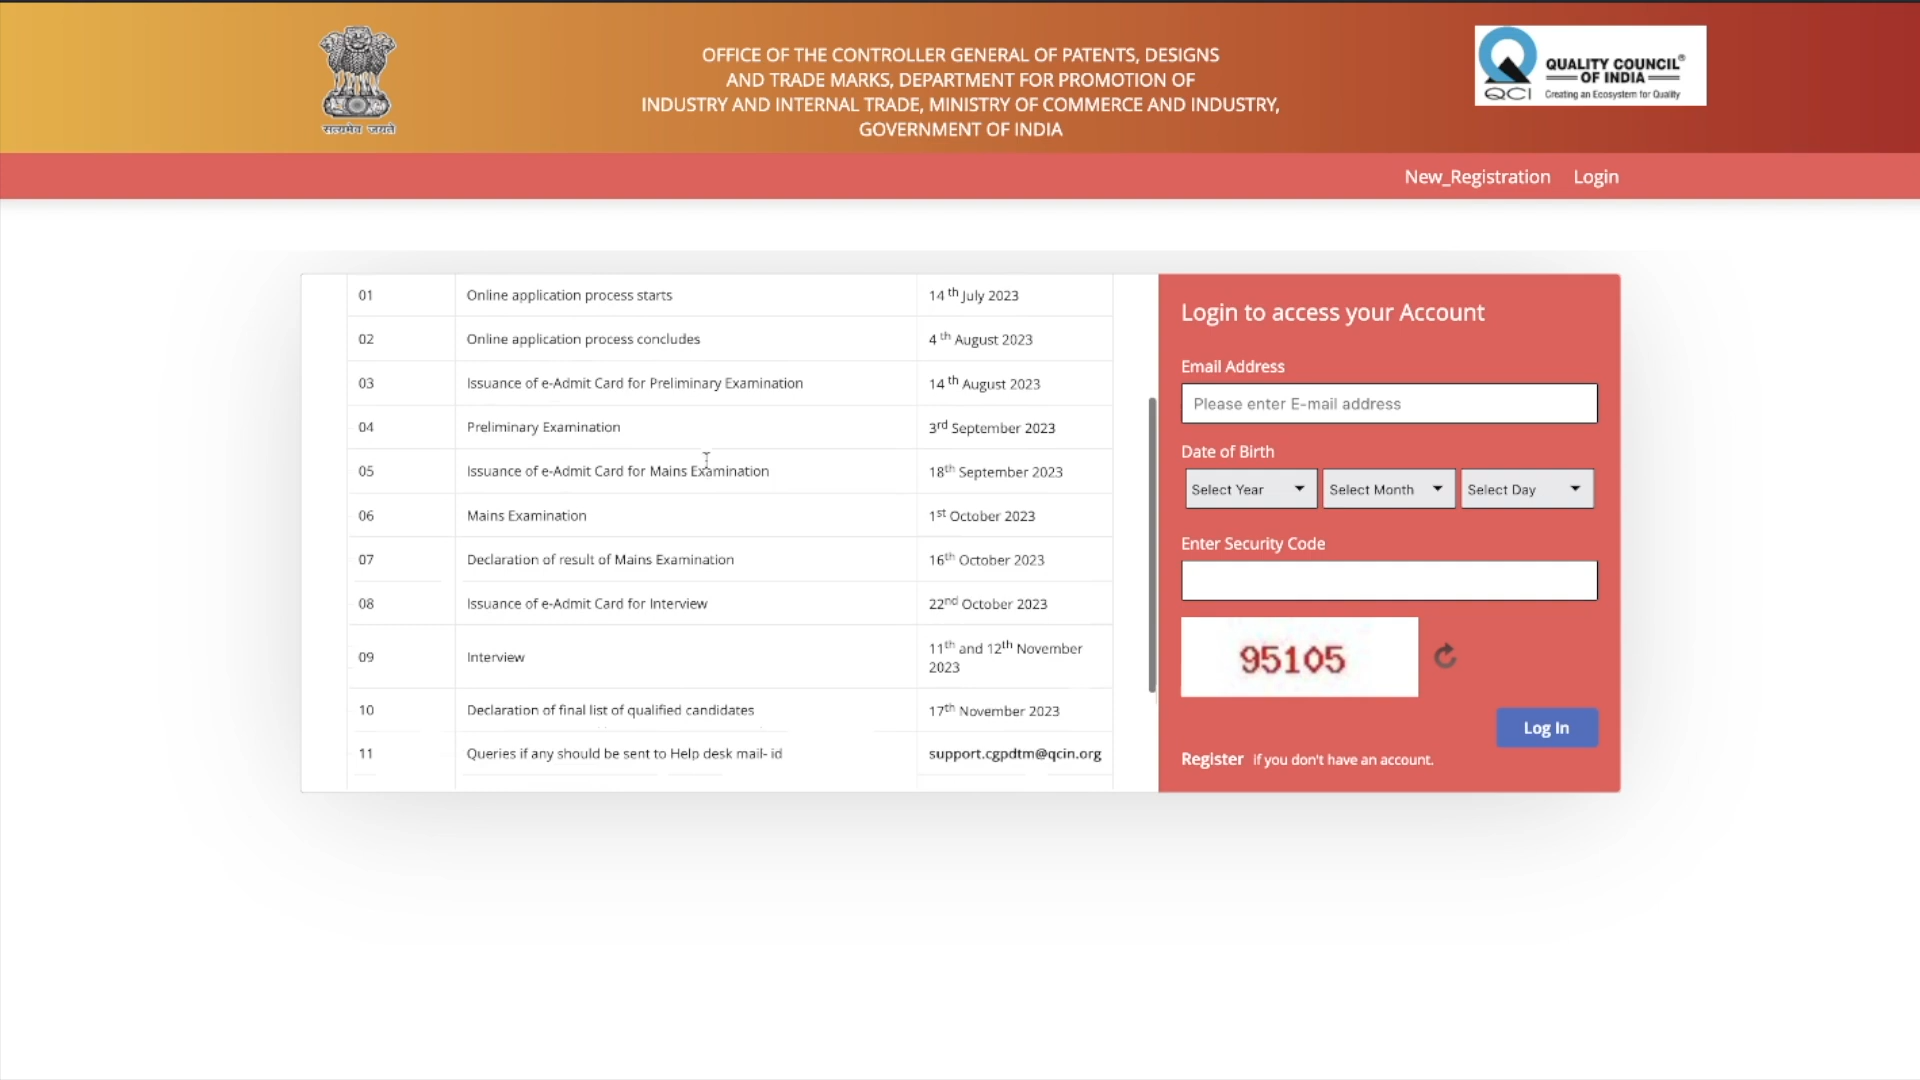 सत्यमेव जयते
OFFICE OF THE CONTROLLER GENERAL OF PATENTS, DESIGNS
AND TRADE MARKS, DEPARTMENT FOR PROMOTION OF
INDUSTRY AND INTERNAL TRADE, MINISTRY OF COMMERCE AND INDUSTRY,
GOVERNMENT OF INDIA
QCI
QUALITY COUNCIL®
OF INDIA
Creating an Ecosystem for Quality
New_Registration Login
01 Online application process starts 14 th July 2023
02 Online application process concludes 4 th August 2023
03 Issuance of e-Admit Card for Preliminary Examination 14 th August 2023
04 Preliminary Examination 3rd September 2023
05 Issuance of e-Admit Card for Mains Examination 18th September 2023
06 Mains Examination 1st October 2023
07 Declaration of result of Mains Examination 16th October 2023
08 Issuance of e-Admit Card for Interview 22nd October 2023
09 Interview 11th and 12th November
2023
10 Declaration of final list of qualified candidates 17th November 2023
11 Queries if any should be sent to Help desk mail- id support.cgpdtm@qcin.org
Login to access your Account
Email Address
Please enter E-mail address
Date of Birth
Select Year Select Month Select Day
Enter Security Code
95105
Log In
Register if you don't have an account.